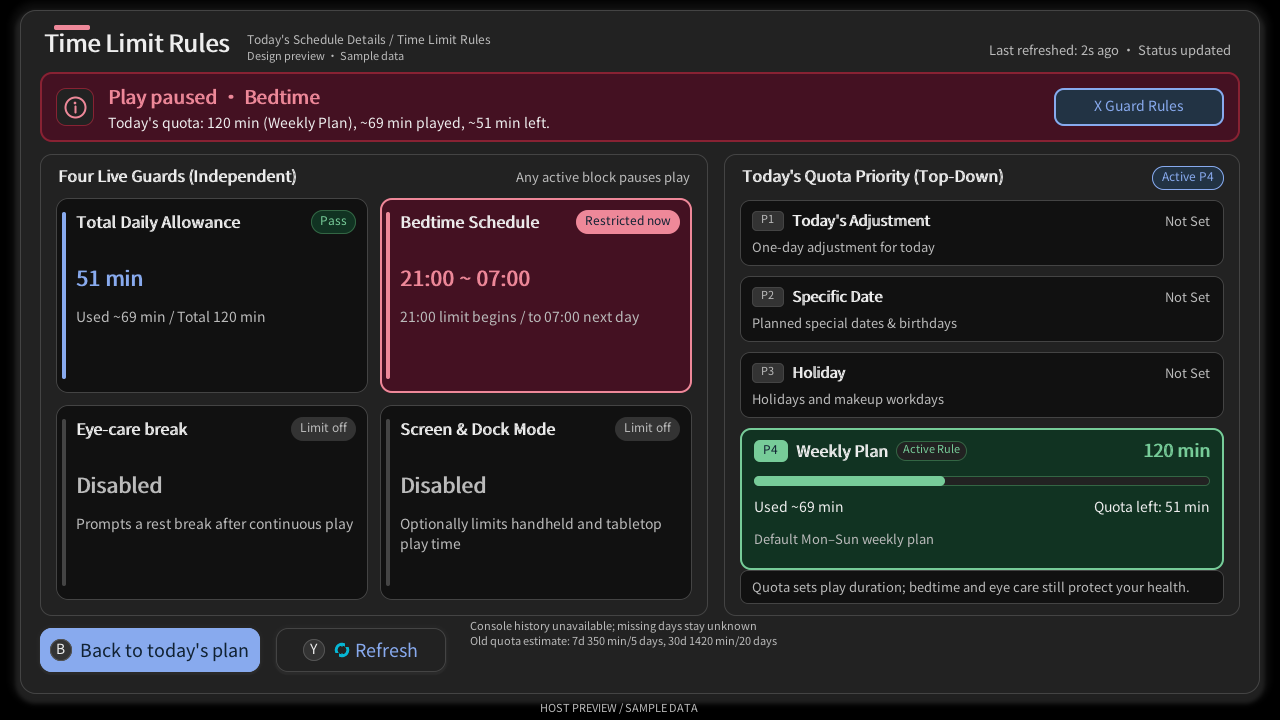 Time Limit Rules
Today's Schedule Details / Time Limit Rules
Design preview • Sample data
Last refreshed: 2s ago • Status updated
Play paused • Bedtime
Today's quota: 120 min (Weekly Plan), ~69 min played, ~51 min left.
X Guard Rules
Four Live Guards (Independent)
Any active block pauses play
Total Daily Allowance
Pass
51 min
Used ~69 min / Total 120 min
Bedtime Schedule
Restricted now
21:00 ~ 07:00
21:00 limit begins / to 07:00 next day
Eye-care break
Limit off
Disabled
Prompts a rest break after continuous play
Screen & Dock Mode
Limit off
Disabled
Optionally limits handheld and tabletop
play time
Today's Quota Priority (Top-Down)
Active P4
P1 Today's Adjustment
Not Set
One-day adjustment for today
P2 Specific Date
Not Set
Planned special dates & birthdays
P3 Holiday
Not Set
Holidays and makeup workdays
P4 Weekly Plan Active Rule
120 min
Used ~69 min
Quota left: 51 min
Default Mon–Sun weekly plan
Quota sets play duration; bedtime and eye care still protect your health.
B Back to today's plan
Y Refresh
Console history unavailable; missing days stay unknown
Old quota estimate: 7d 350 min/5 days, 30d 1420 min/20 days
HOST PREVIEW / SAMPLE DATA